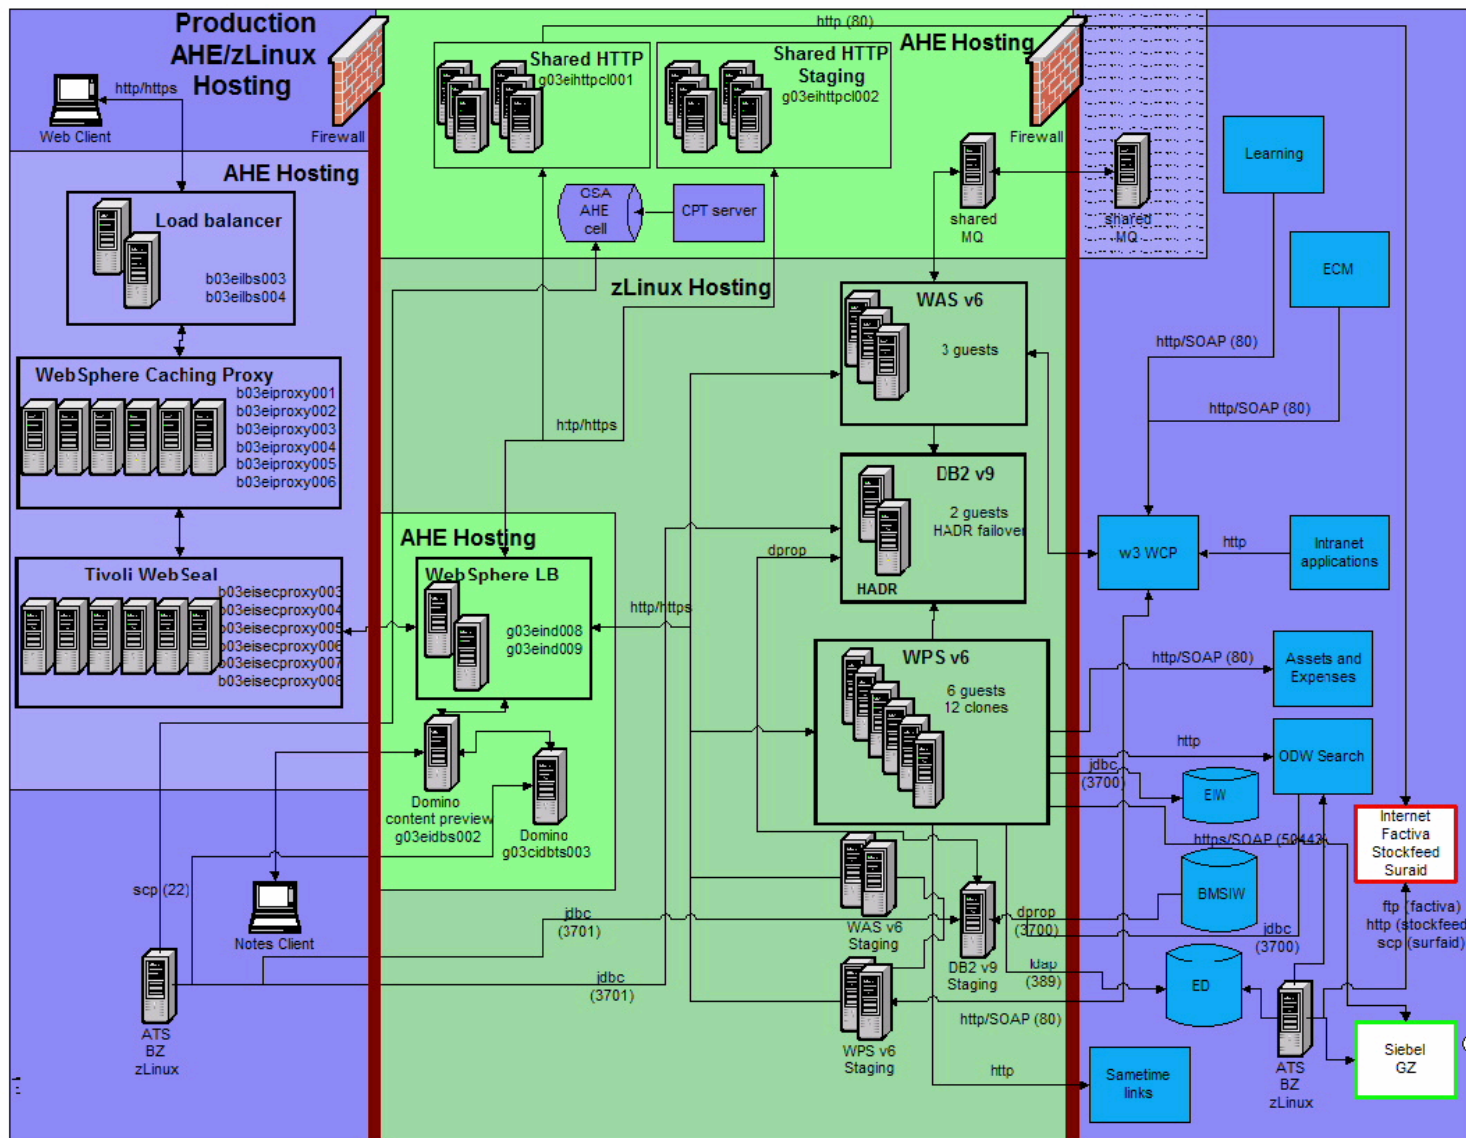 Production
AHE/zLinux
Hosting
http/https
Web Client
Firewall
AHE Hosting
Load balancer
b03eilbs003
b03eilbs004
WebSphere Caching Proxy
b03eiproxy001
b03eiproxy002
b03eiproxy003
b03eiproxy004
b03eiproxy005
b03eiproxy006
Tivoli WebSeal
b03eisecproxy003
b03eisecproxy004
b03eisecproxy005
b03eisecproxy006
b03eisecproxy007
b03eisecproxy008
scp (22)
Notes Client
ATS
BZ
zLinux
Shared HTTP
g03eihttpcl001
Shared HTTP
Staging
g03eihttpcl002
http (80)
AHE Hosting
Firewall
GSA
AHE
cell
CPT server
shared
MQ
shared
MQ
zLinux Hosting
WAS v6
3 guests
http/https
DB2 v9
2 guests
HADR failover
HADR
dprop
AHE Hosting
WebSphere LB
g03eind008
g03eind009
http/https
WPS v6
6 guests
12 clones
Domino
content preview
g03eidbs002
Domino
g03cidbts003
WAS v6
Staging
jdbc
(3701)
jdbc
(3701)
DB2 v9
Staging
dprop
(3700)
ldap
(389)
http/SOAP (80)
WPS v6
Staging
http
Learning
ECM
http/SOAP (80)
http/SOAP (80)
w3 WCP
http
Intranet
applications
http/SOAP (80)
Assets and
Expenses
http
ODW Search
jdbc
(3700)
EIW
https/SOAP (50443)
BMSIW
jdbc
(3700)
Internet
Factiva
Stockfeed
Suraid
ftp (factiva)
http (stockfeed
scp (surfaid)
ED
ATS
BZ
zLinux
Siebel
GZ
Sametime
links